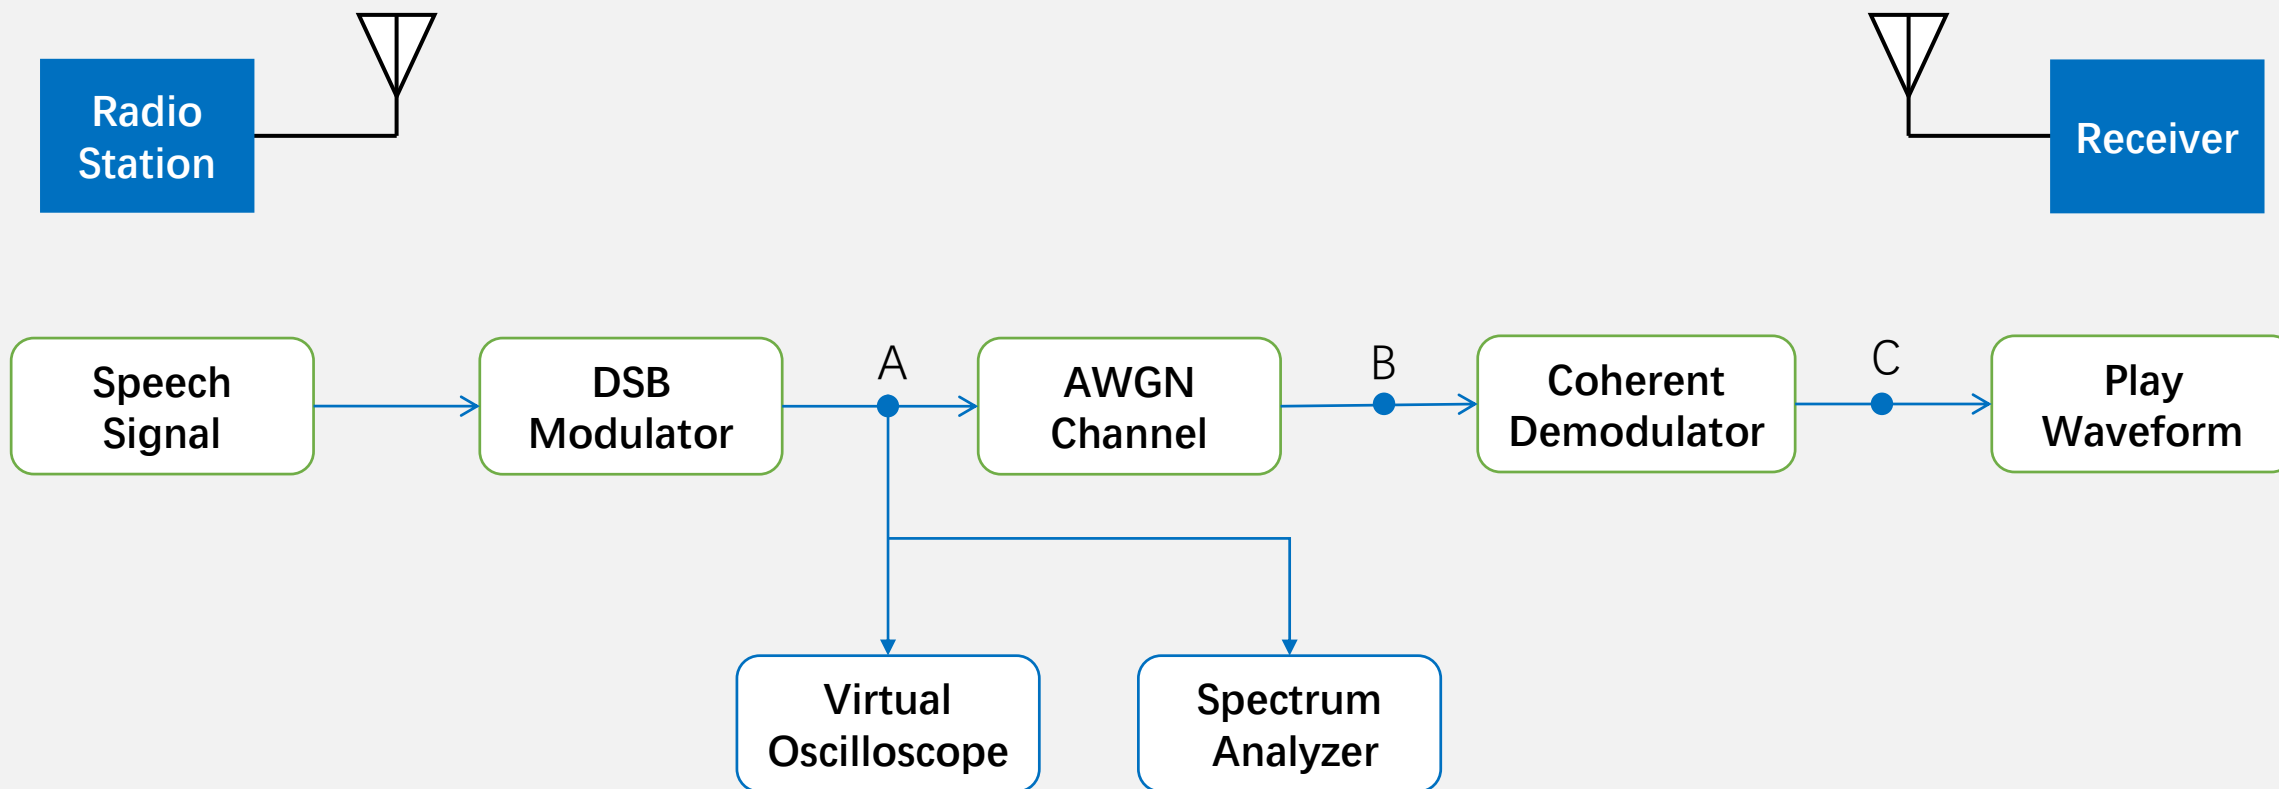 Radio
Station
Receiver
Speech
Signal
DSB
Modulator
A
AWGN
Channel
B
Coherent
Demodulator
C
Play
Waveform
Virtual
Oscilloscope
Spectrum
Analyzer